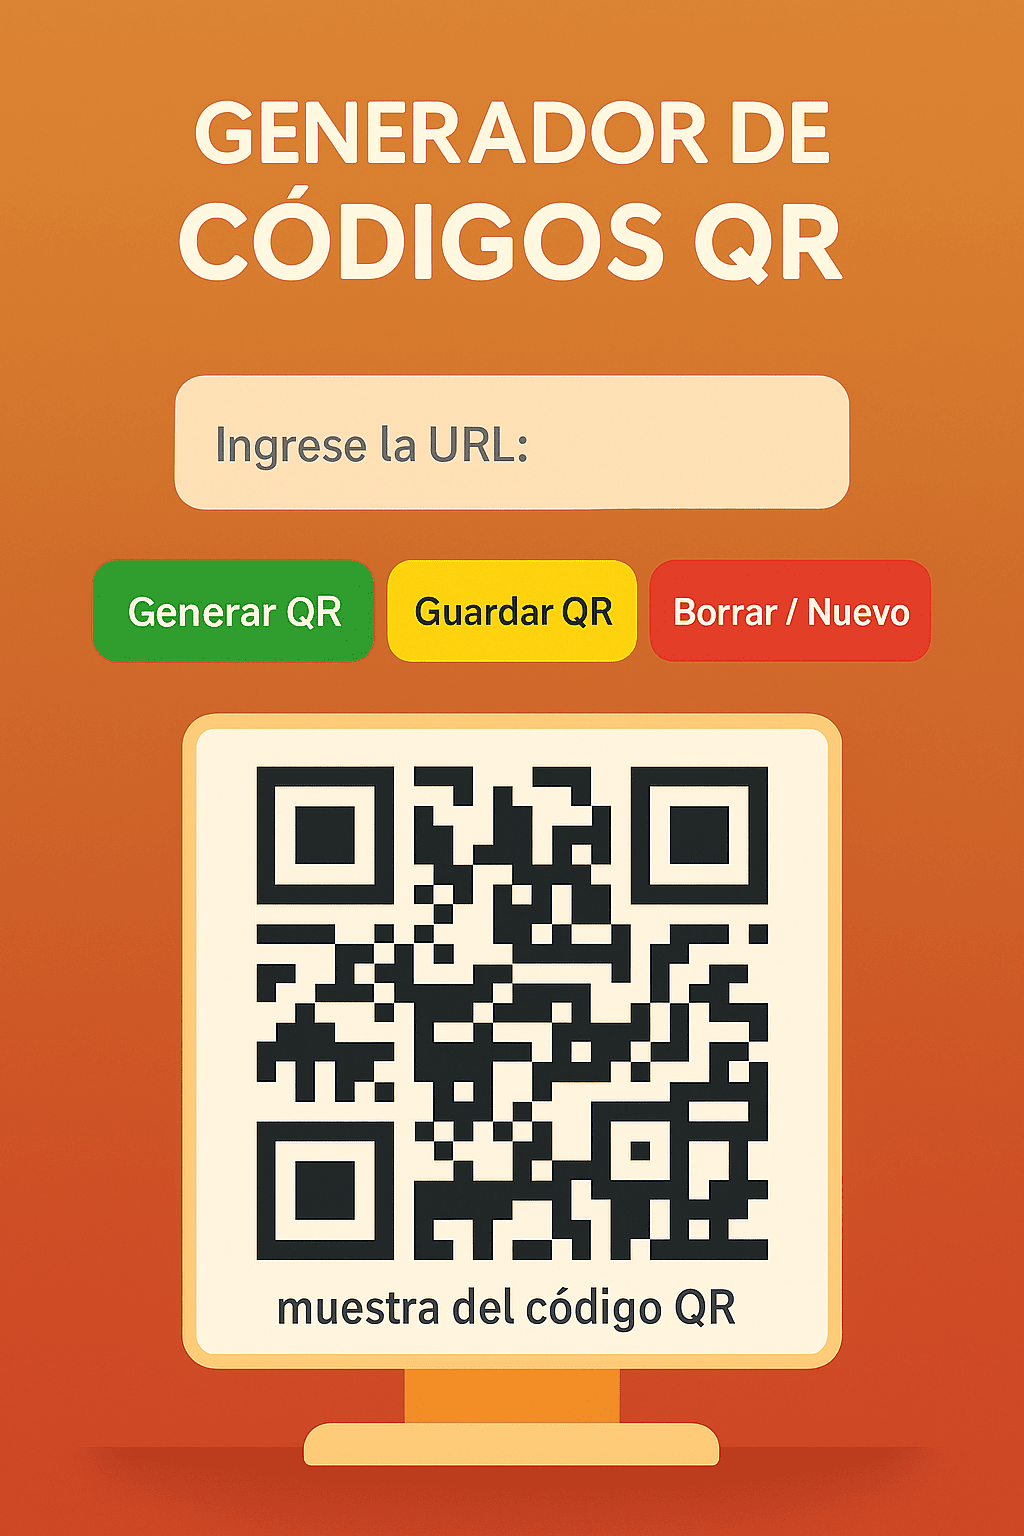 GENERADOR DE
CÓDIGOS QR
Ingrese la URL:
Generar QR
Guardar QR
Borrar / Nuevo
muestra del código QR